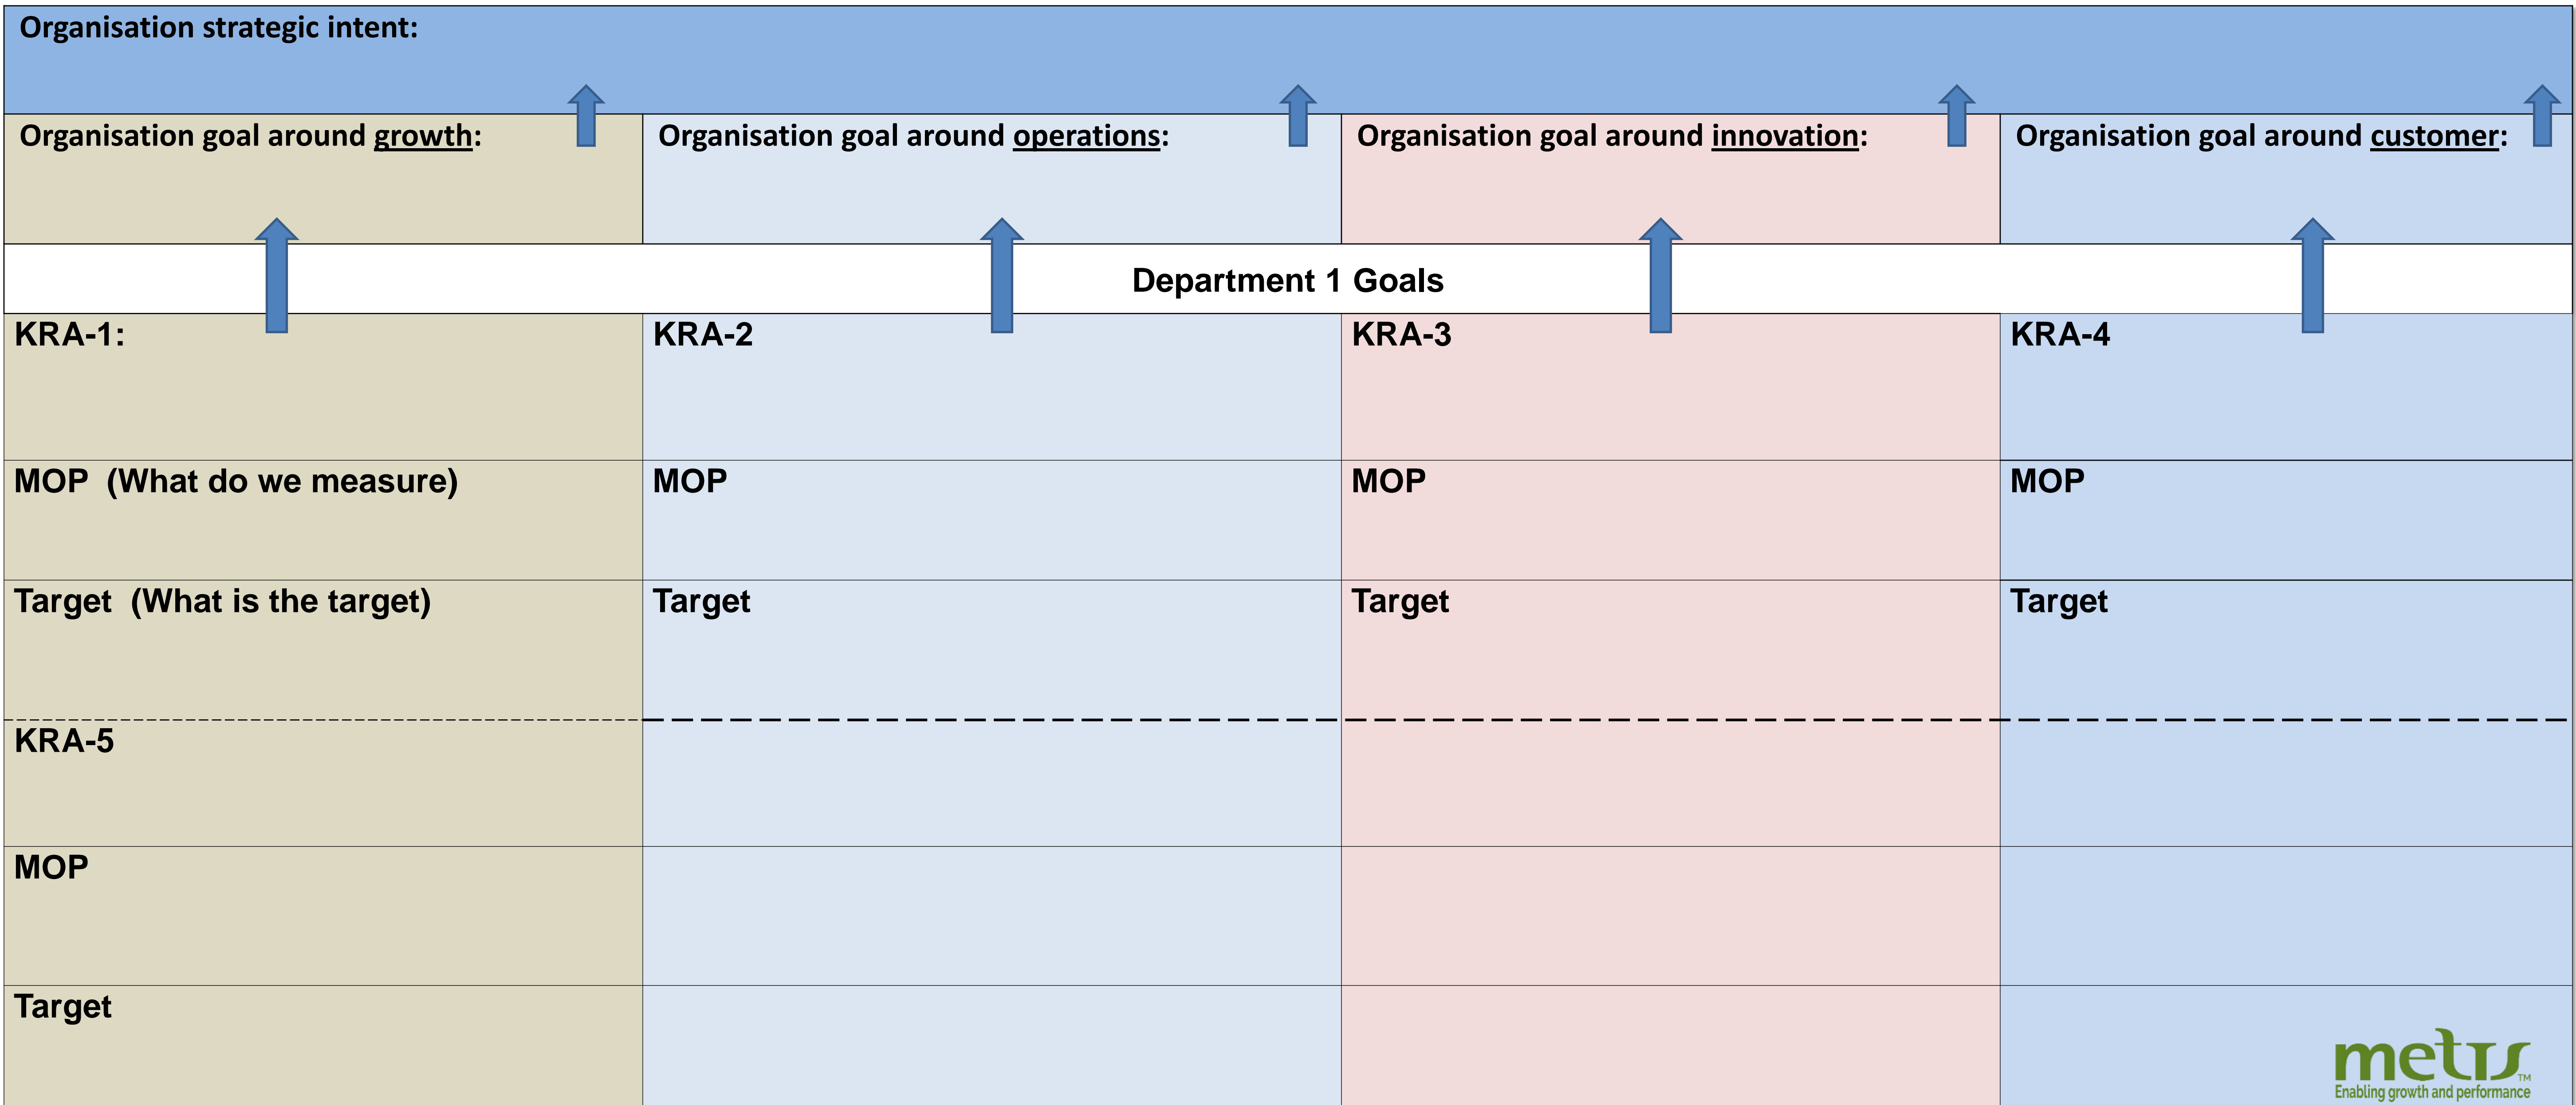 Organisation strategic intent:
Organisation goal around growth:
Organisation goal around operations:
Organisation goal around innovation:
Organisation goal around customer:
Department 1 Goals
KRA-1:
KRA-2
KRA-3
KRA-4
MOP (What do we measure)
MOP
MOP
MOP
Target (What is the target)
Target
Target
Target
KRA-5
MOP
Target
metis TM
Enabling growth and performance